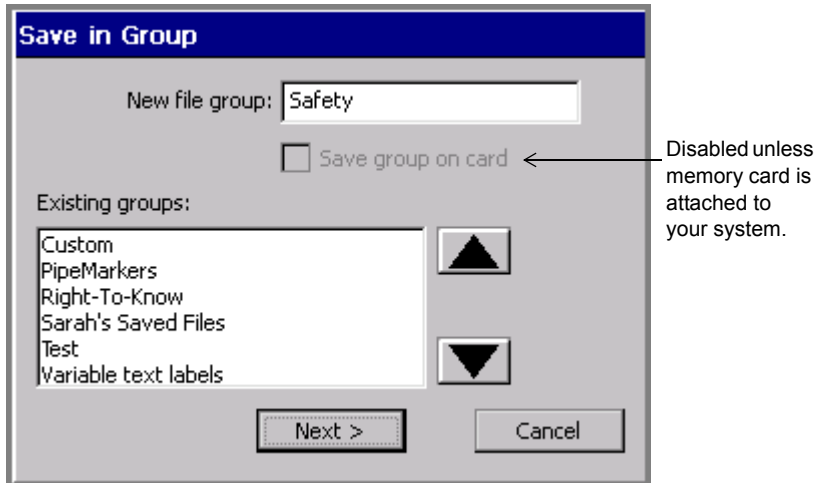 Save in Group
New file group: Safety
Save group on card
Disabled unless
memory card is
attached to
your system.
Existing groups:
Custom
PipeMarkers
Right-To-Know
Sarah's Saved Files
Test
Variable text labels
Next >
Cancel